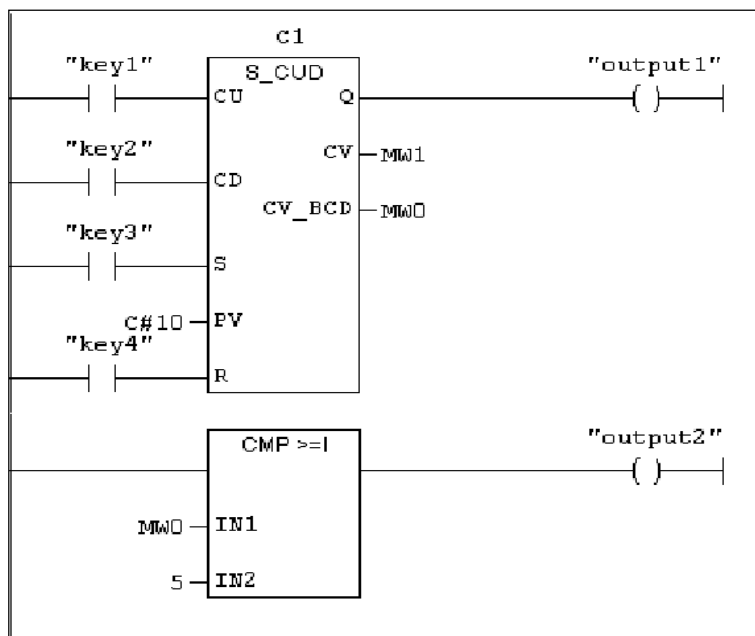 C1
"key1"
S_CUD
"output1"
CU
Q
"key2"
CV
MW1
CD
CV_BCD
MW0
"key3"
S
C#10
PV
"key4"
R
CMP >=I
"output2"
MW0
IN1
5
IN2